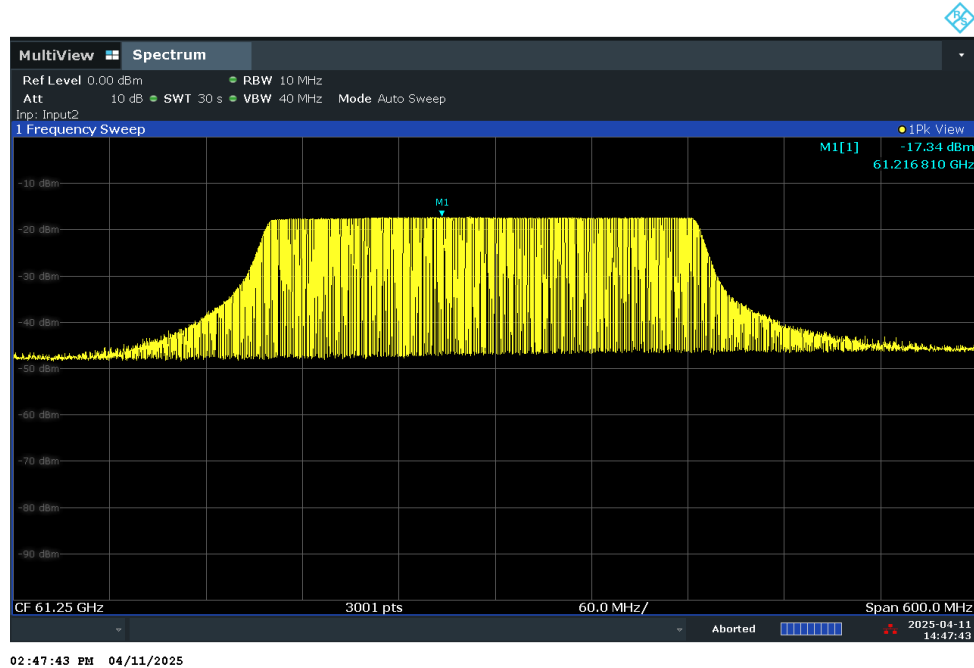 R&S
MultiView Spectrum
Ref Level 0.00 dBm RBW 10 MHz
Att 10 dB SWT 30 s VBW 40 MHz Mode Auto Sweep
Inp: Input2
1 Frequency Sweep 1Pk View
M1[1] -17.34 dBm
61.216 810 GHz
-10 dBm
M1
-20 dBm
-30 dBm
-40 dBm
-50 dBm
-60 dBm
-70 dBm
-80 dBm
-90 dBm
CF 61.25 GHz 3001 pts 60.0 MHz/ Span 600.0 MHz
Aborted 2025-04-11
14:47:43
02:47:43 PM 04/11/2025